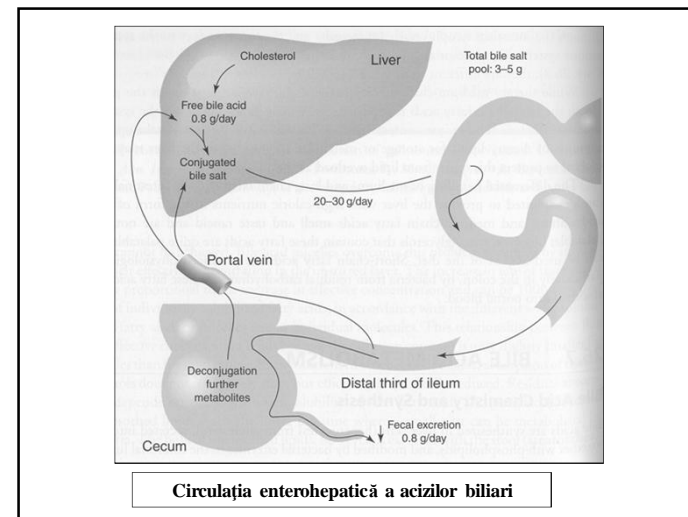 Cholesterol
Liver
Total bile salt
pool: 3–5 g
Free bile acid
0.8 g/day
Conjugated
bile salt
20–30 g/day
Portal vein
Deconjugation
further
metabolites
Distal third of ileum
Fecal excretion
0.8 g/day
Cecum
Circulaţia enterohepatică a acizilor biliari